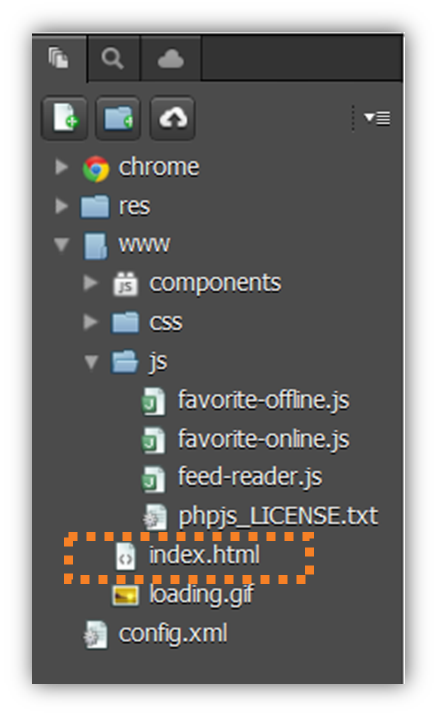 chrome
res
www
components
css
js
favorite-offline.js
favorite-online.js
feed-reader.js
phpjs_LICENSE.txt
index.html
loading.gif
config.xml